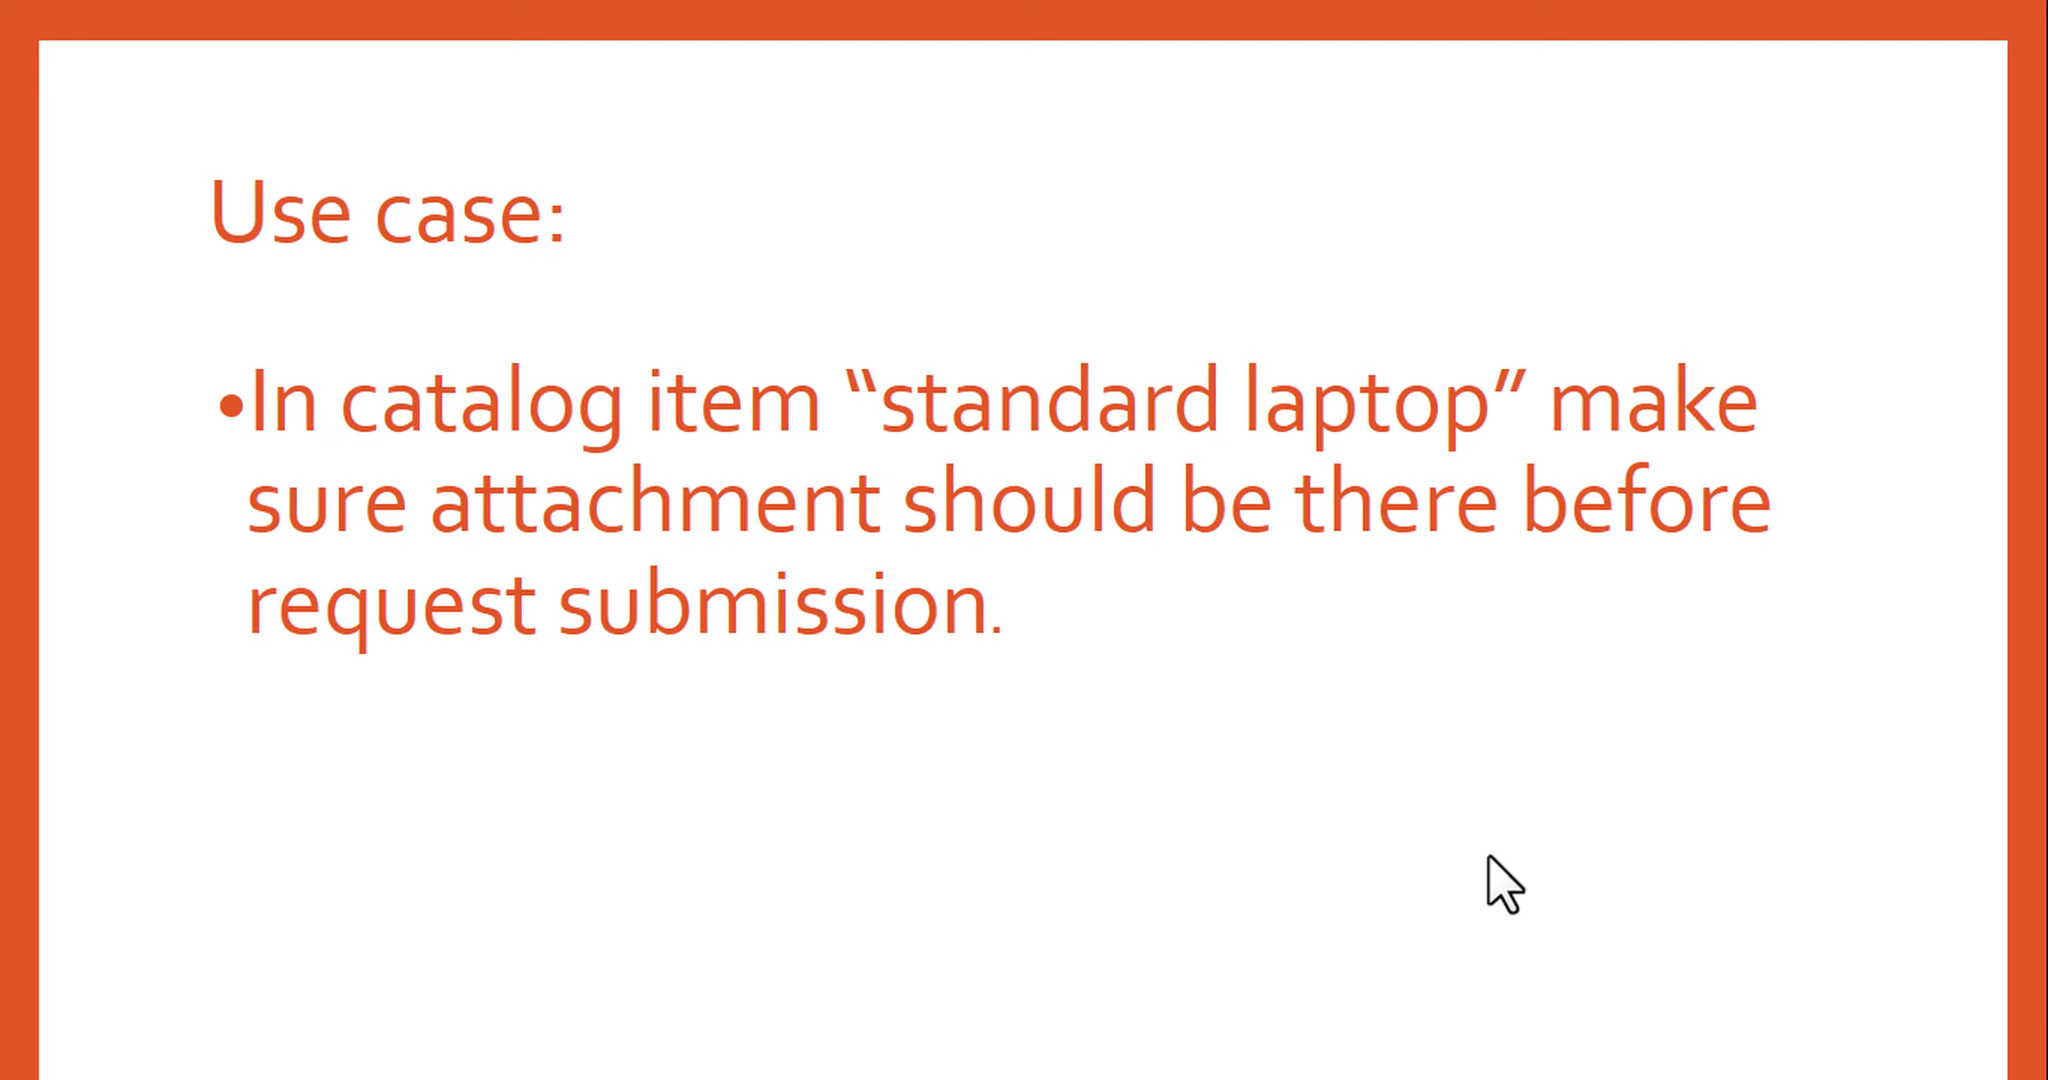 Use case:
•In catalog item “standard laptop” make
sure attachment should be there before
request submission.